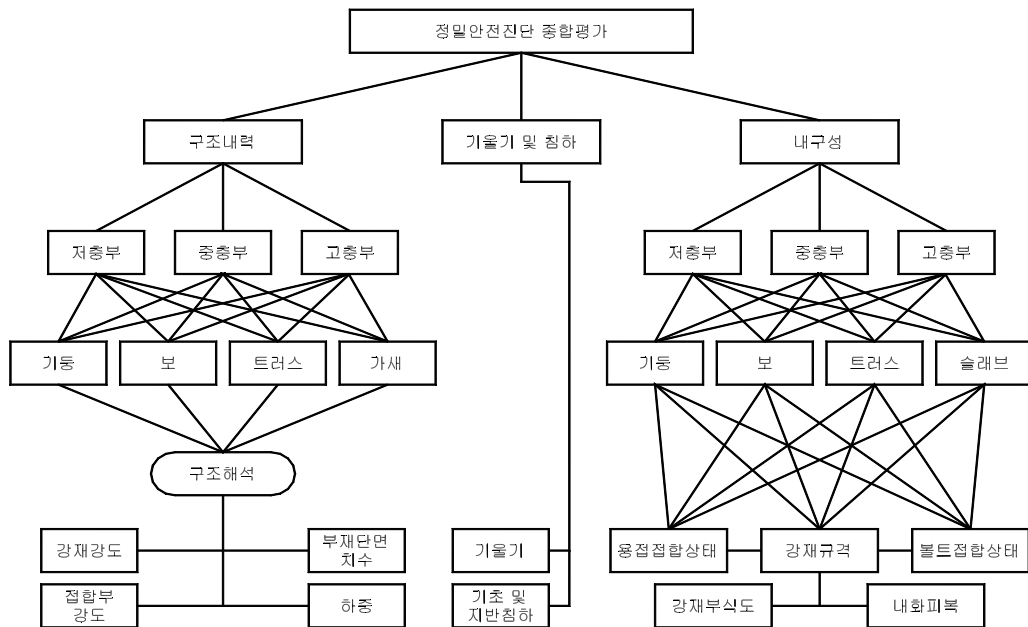 정밀안전진단 종합평가
구조내력
기울기 및 침하
내구성
저층부
중층부
고층부
저층부
중층부
고층부
기둥
보
트러스
가새
기둥
보
트러스
슬래브
구조해석
강재강도
부재단면
치수
기울기
용접접합상태
강재규격
볼트접합상태
접합부
강도
하중
기초 및
지반침하
강재부식도
내화피복